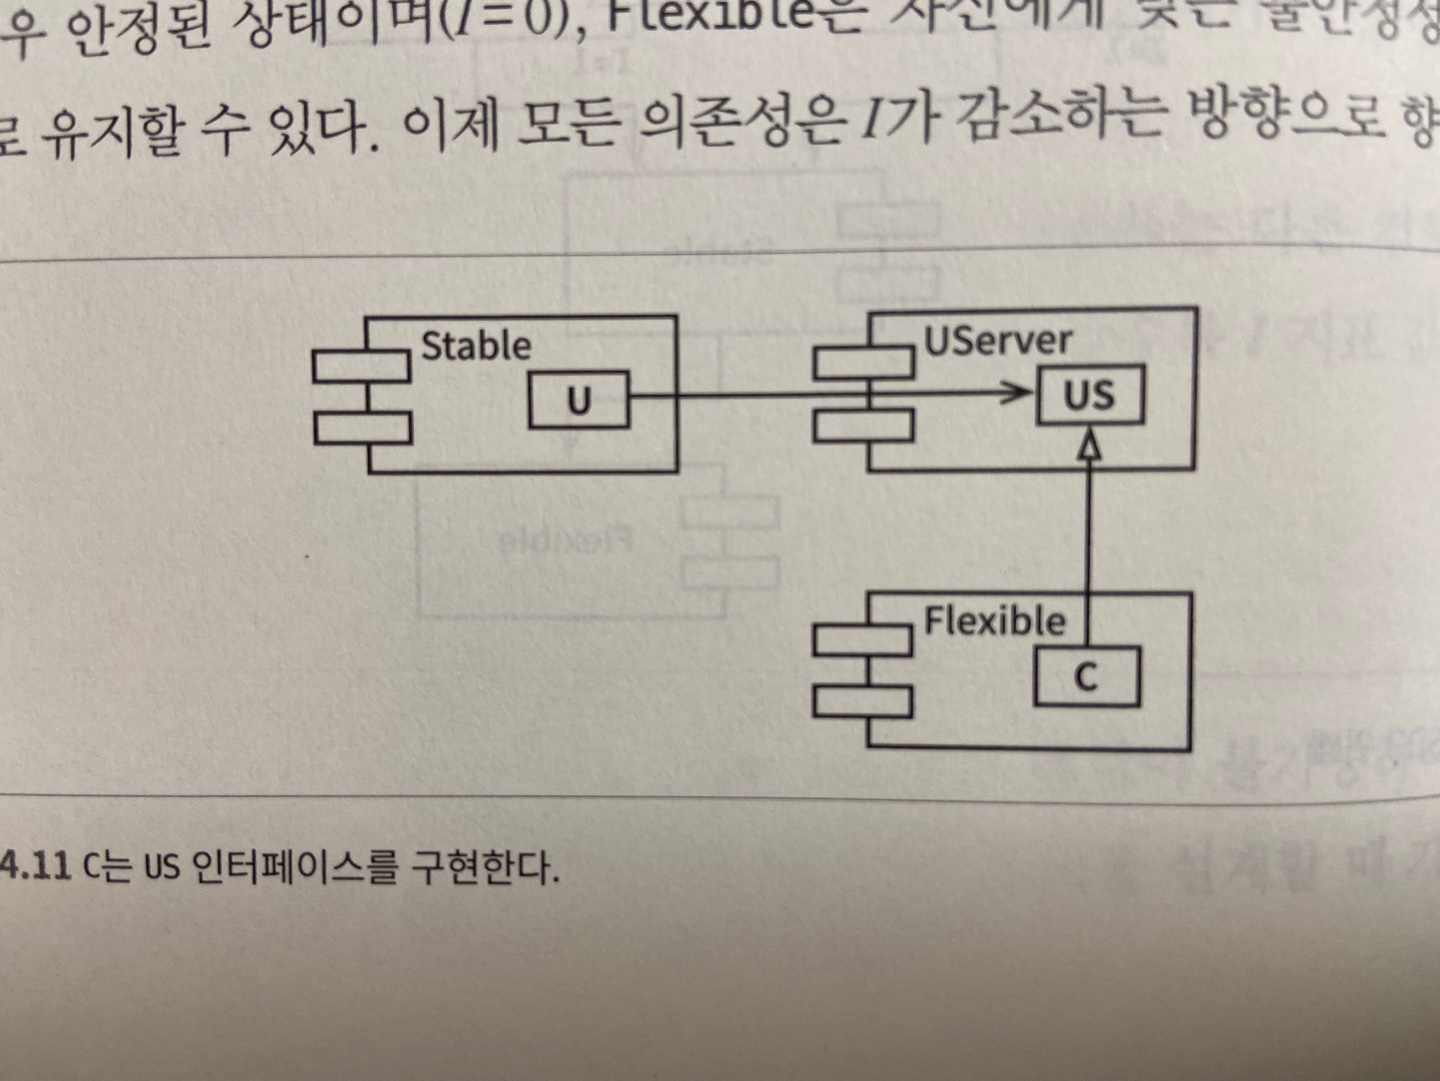 우 안정된 상태이며(I=0), Flexible은 자신에게 맞는 불안정성
로 유지할 수 있다. 이제 모든 의존성은 I가 감소하는 방향으로 향
Stable
UServer
U
US
Flexible
C
4.11 C는 US 인터페이스를 구현한다.